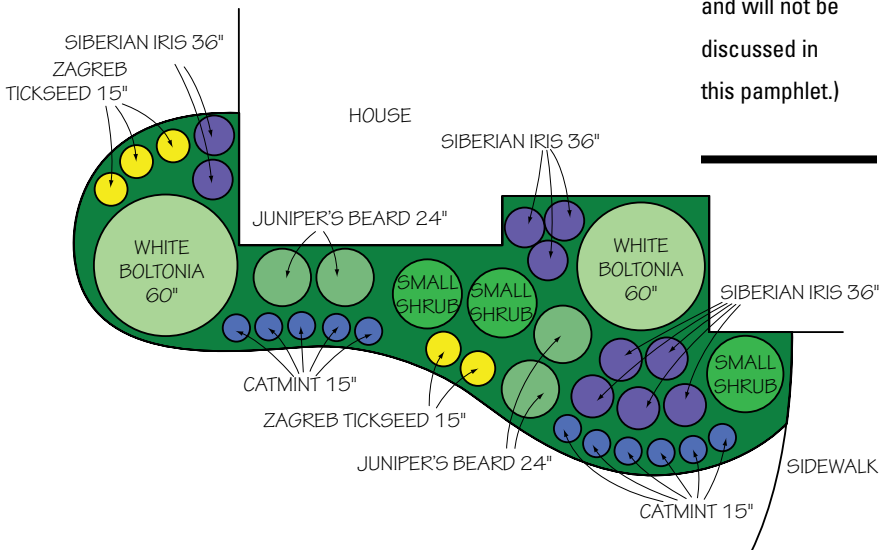 and will not be
discussed in
this pamphlet.)
SIBERIAN IRIS 36"
ZAGREB
TICKSEED 15"
HOUSE
SIBERIAN IRIS 36"
JUNIPER'S BEARD 24"
WHITE
BOLTONIA
60"
WHITE
BOLTONIA
60"
SMALL
SHRUB
SMALL
SHRUB
SIBERIAN IRIS 36"
SMALL
SHRUB
CATMINT 15"
ZAGREB TICKSEED 15"
JUNIPER'S BEARD 24"
SIDEWALK
CATMINT 15"